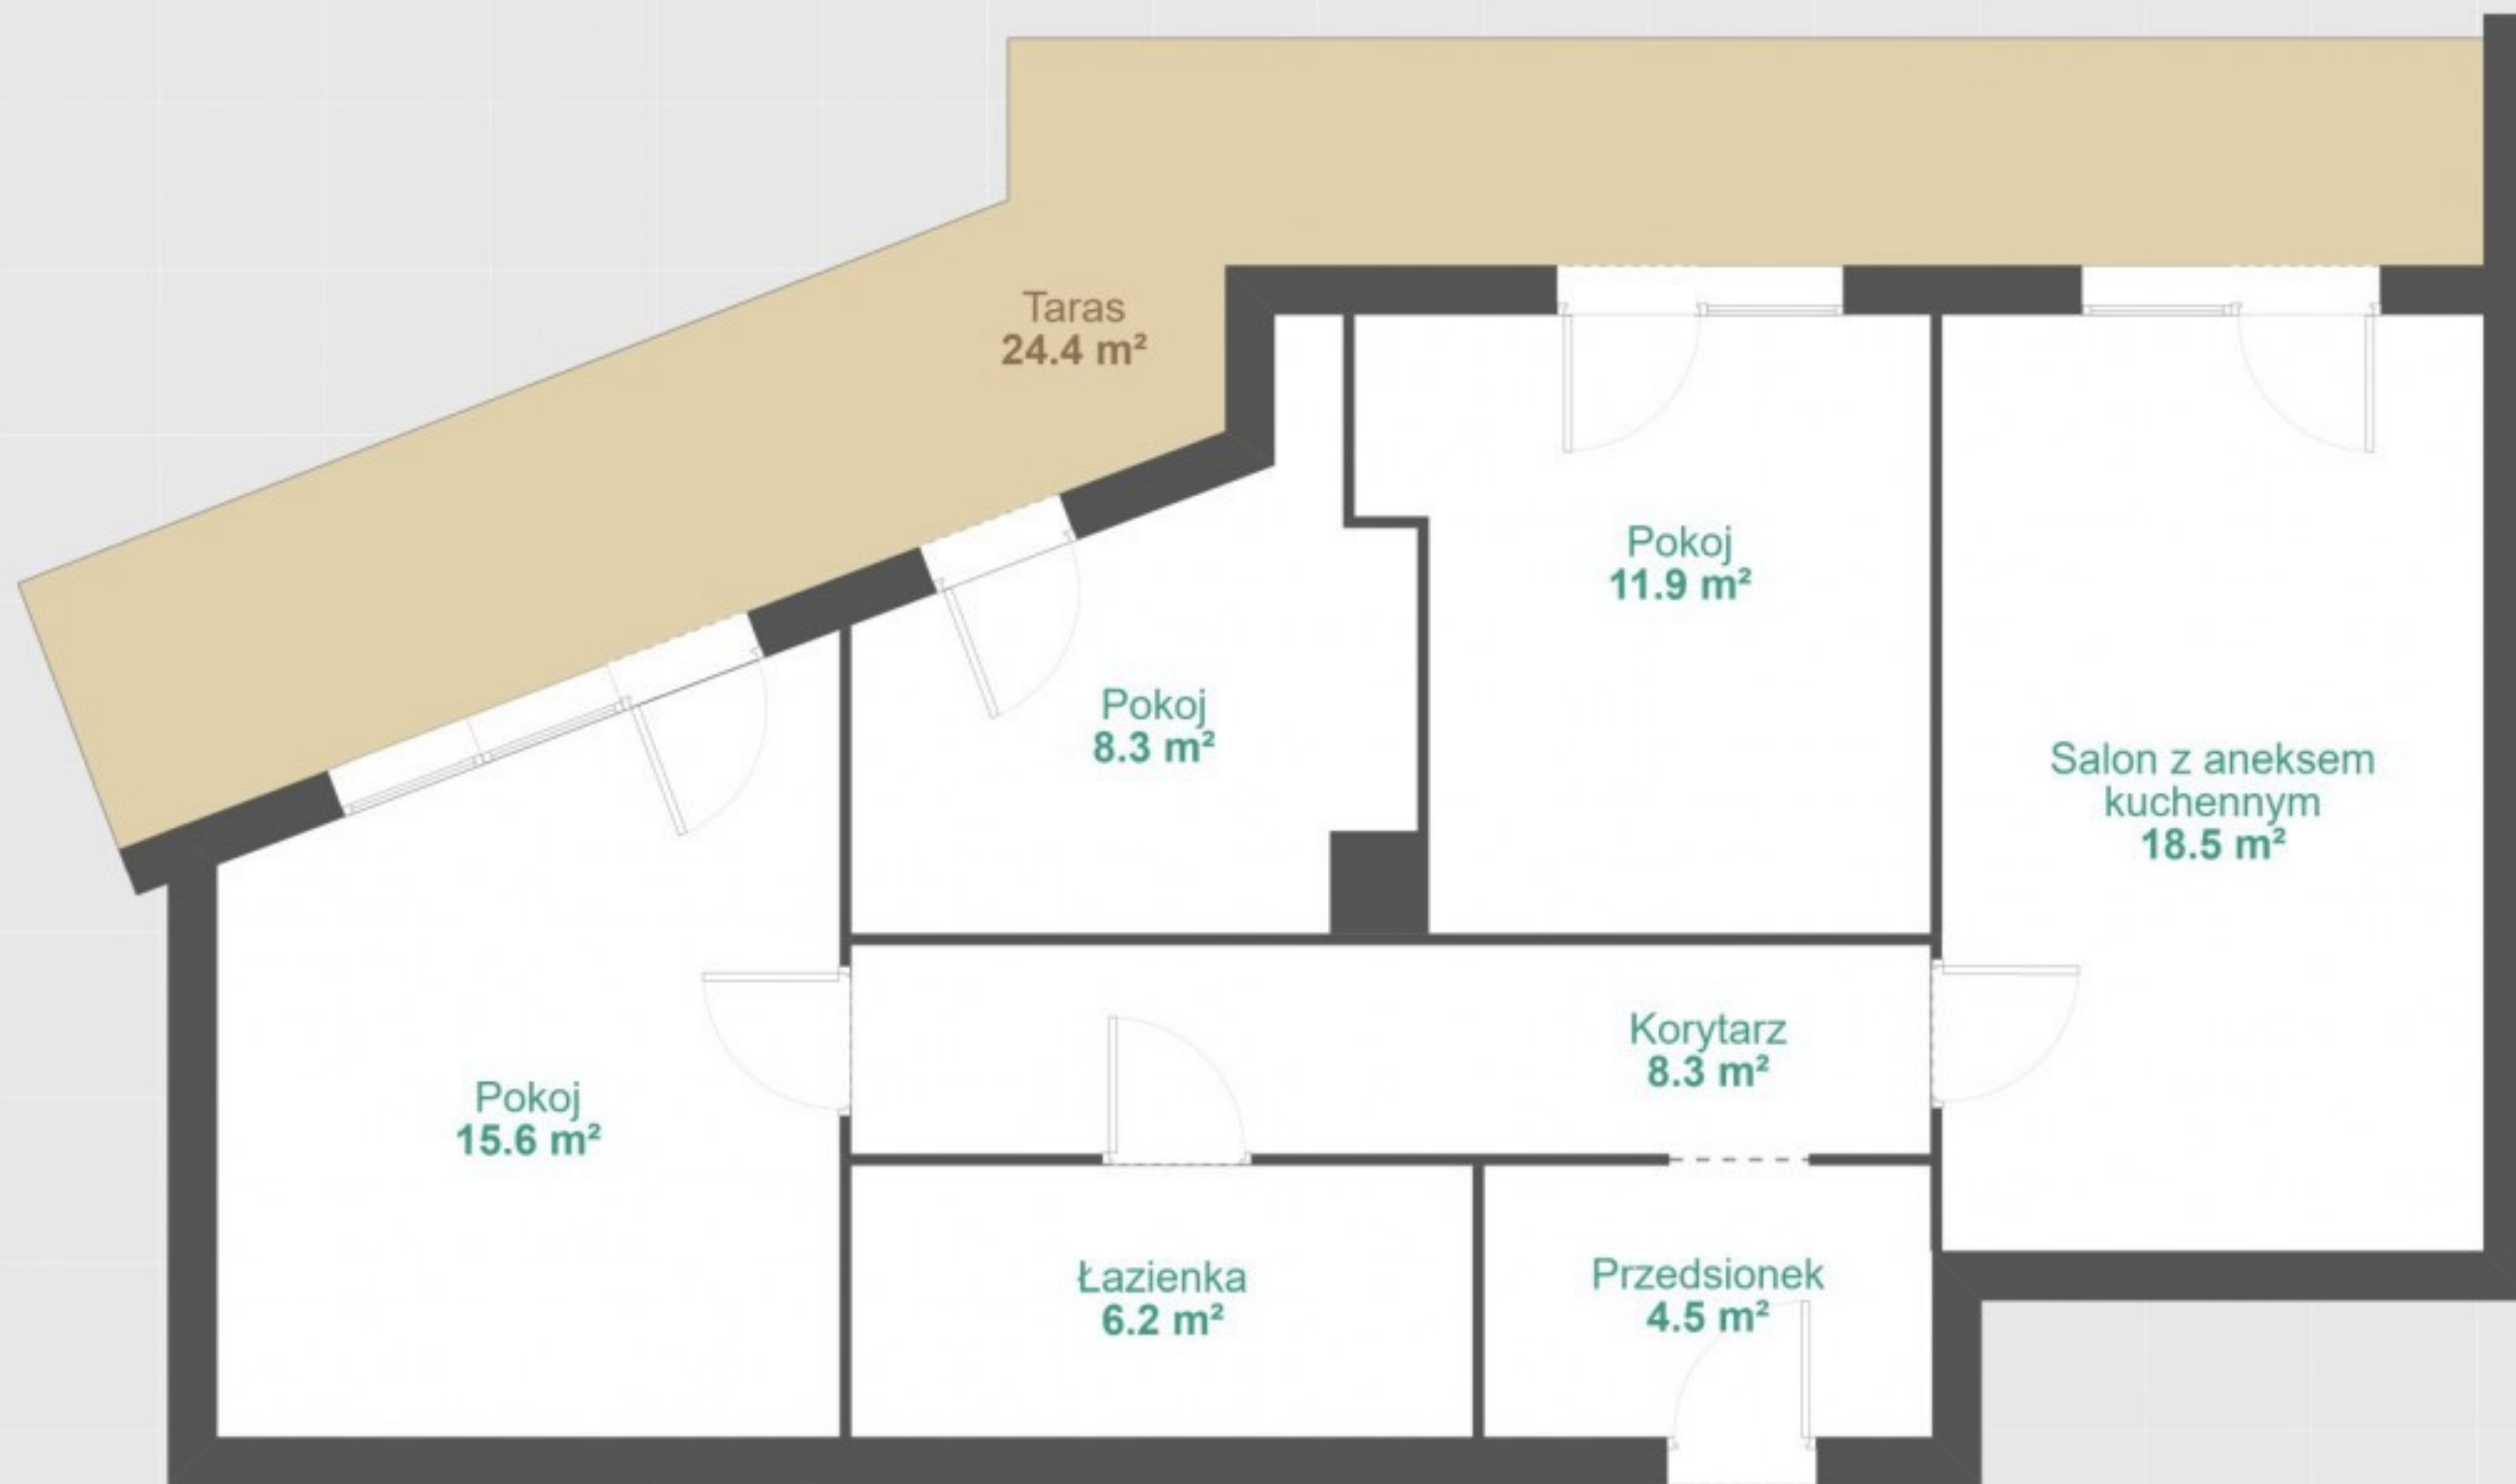 Taras
24.4 m²
Pokoj
11.9 m²
Pokoj
8.3 m²
Salon z aneksem
kuchennym
18.5 m²
Korytarz
8.3 m²
Pokoj
15.6 m²
Łazienka
6.2 m²
Przedsionek
4.5 m²